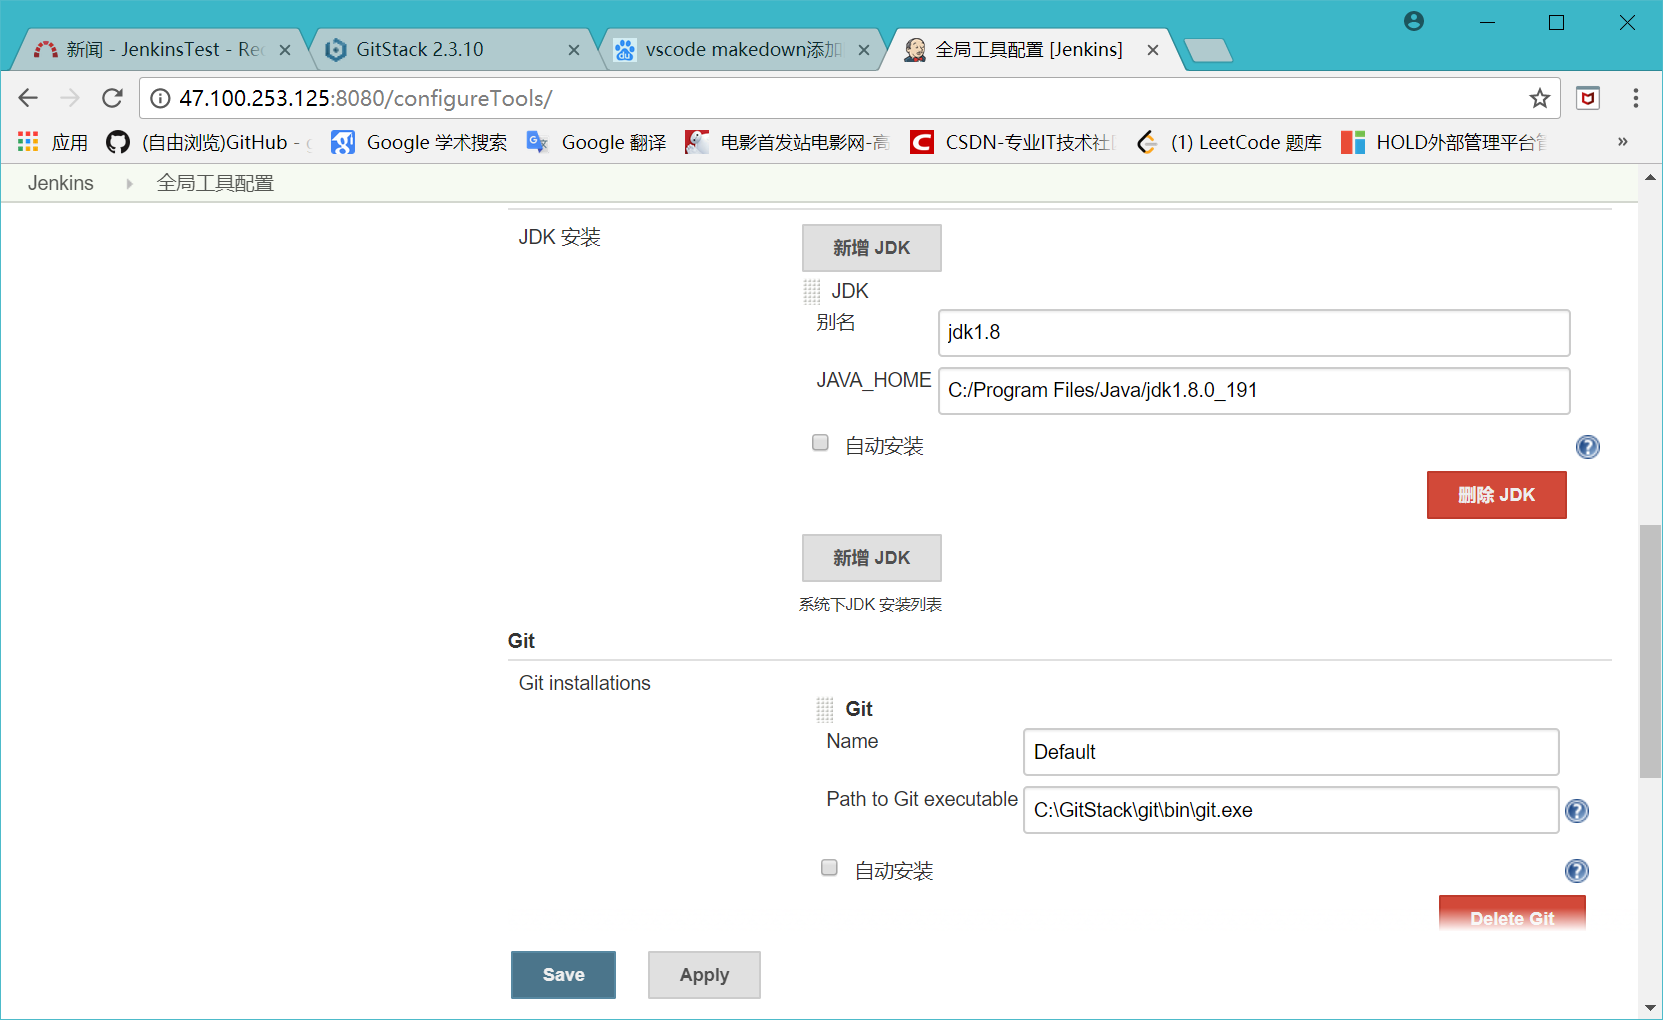 新闻 - JenkinsTest - Re
GitStack 2.3.10
vscode makedown添加
全局工具配置 [Jenkins]
47.100.253.125:8080/configureTools/
应用
(自由浏览)GitHub -
Google 学术搜索
Google 翻译
电影首发站电影网-高
CSDN-专业IT技术社
(1) LeetCode 题库
HOLD外部管理平台
»
Jenkins
全局工具配置
JDK 安装
新增 JDK
JDK
别名
jdk1.8
JAVA_HOME
C:/Program Files/Java/jdk1.8.0_191
自动安装
删除 JDK
新增 JDK
系统下JDK 安装列表
Git
Git installations
Git
Name
Default
Path to Git executable
C:\GitStack\git\bin\git.exe
自动安装
Delete Git
Save
Apply